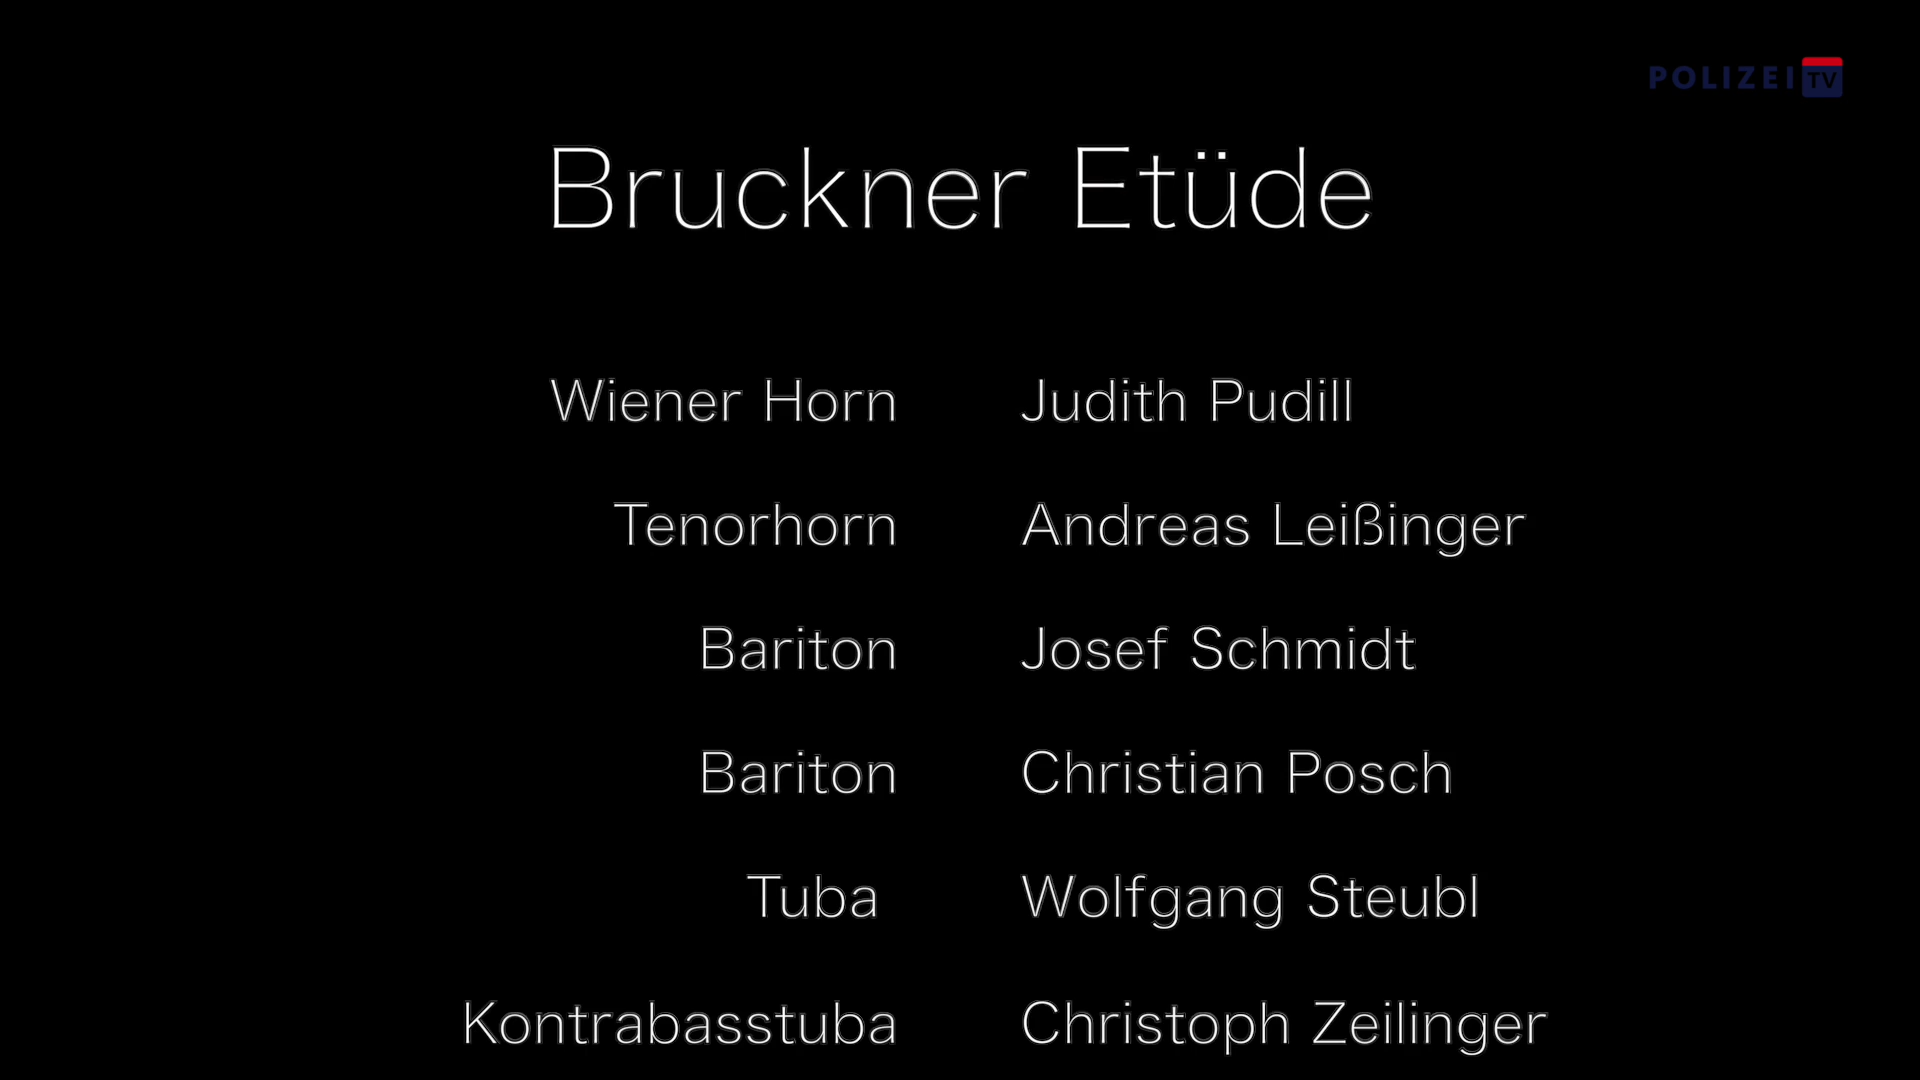 POLIZEI TV
Bruckner Etüde
Wiener Horn Judith Pudill
Tenorhorn Andreas Leißinger
Bariton Josef Schmidt
Bariton Christian Posch
Tuba Wolfgang Steubl
Kontrabasstuba Christoph Zeilinger